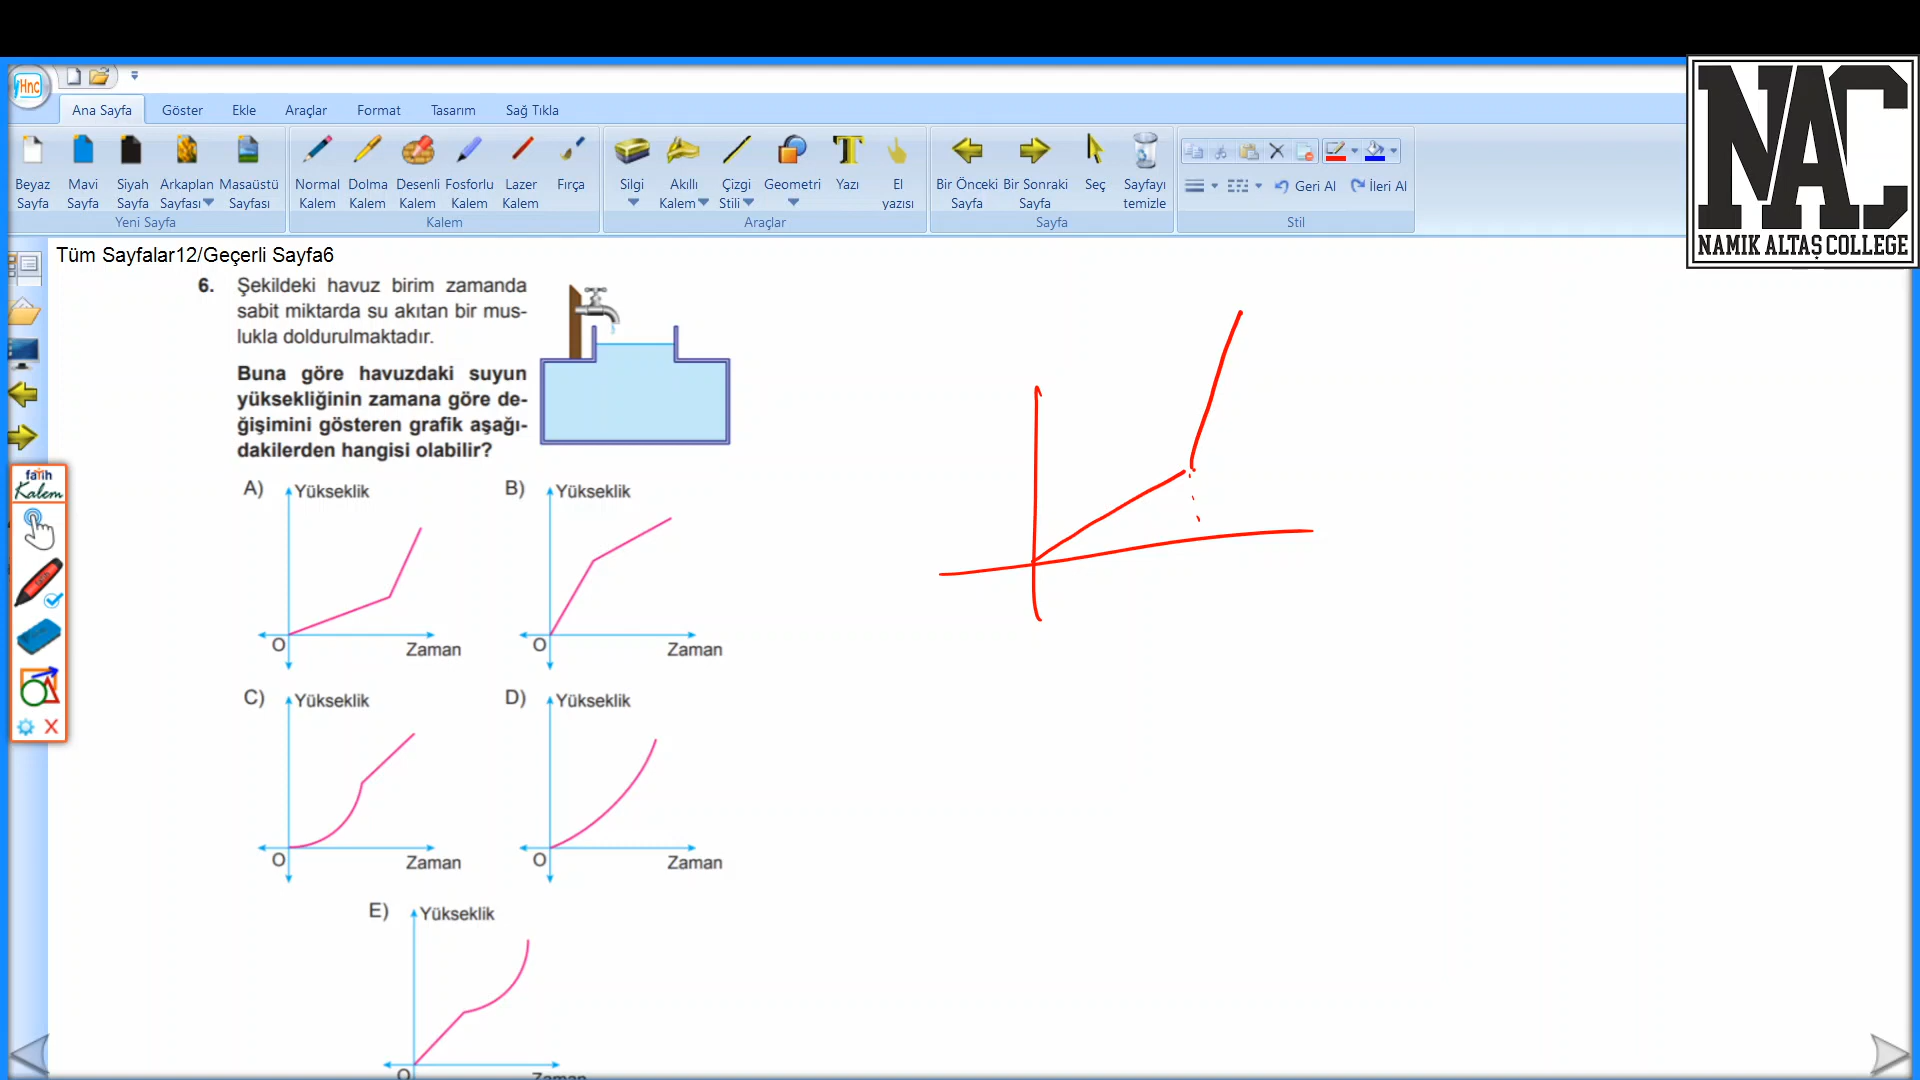 NAC
NAMIK ALTAŞ COLLEGE
yHnc
Ana Sayfa Göster Ekle Araçlar Format Tasarım Sağ Tıkla
Beyaz Sayfa
Mavi Sayfa
Siyah Sayfa
Arkaplan Sayfası
Masaüstü Sayfası
Yeni Sayfa
Normal Kalem
Dolma Kalem
Desenli Kalem
Fosforlu Kalem
Lazer Kalem
Fırça
Kalem
Silgi
Akıllı Kalem
Çizgi Stili
Geometri
Yazı
El yazısı
Araçlar
Bir Önceki Sayfa
Bir Sonraki Sayfa
Seç
Sayfayı temizle
Sayfa
Geri Al
İleri Al
Stil
Tüm Sayfalar12/Geçerli Sayfa6
fatih
Kalem
6. Şekildeki havuz birim zamanda
sabit miktarda su akıtan bir mus-
lukla doldurulmaktadır.
Buna göre havuzdaki suyun
yüksekliğinin zamana göre de-
ğişimini gösteren grafik aşağı-
dakilerden hangisi olabilir?
A) Yükseklik
O
Zaman
B) Yükseklik
O
Zaman
C) Yükseklik
O
Zaman
D) Yükseklik
O
Zaman
E) Yükseklik
O
Zaman